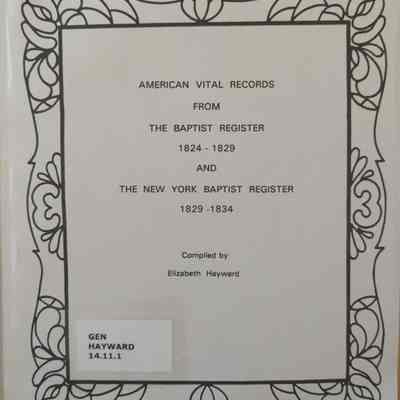 AMERICAN VITAL RECORDS
FROM
THE BAPTIST REGISTER
1824 - 1829
AND
THE NEW YORK BAPTIST REGISTER
1829 -1834
Compiled by
Elizabeth Hayward
GEN
HAYWARD
14.11.1